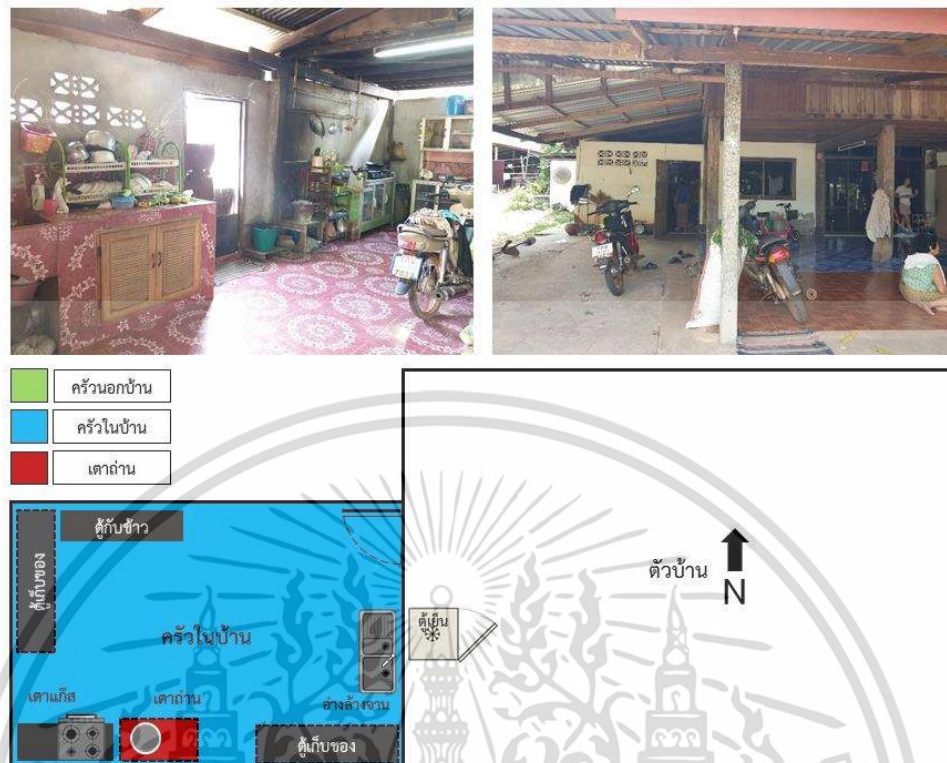 ครัวนอกบ้าน
ครัวในบ้าน
เตาถ่าน
ตู้กับข้าว
ตู้เก็บของ
ครัวในบ้าน
ตู้เย็น
ตัวบ้าน
N
เตาแก๊ส
เตาถ่าน
อ่างล้างจาน
ตู้เก็บของ